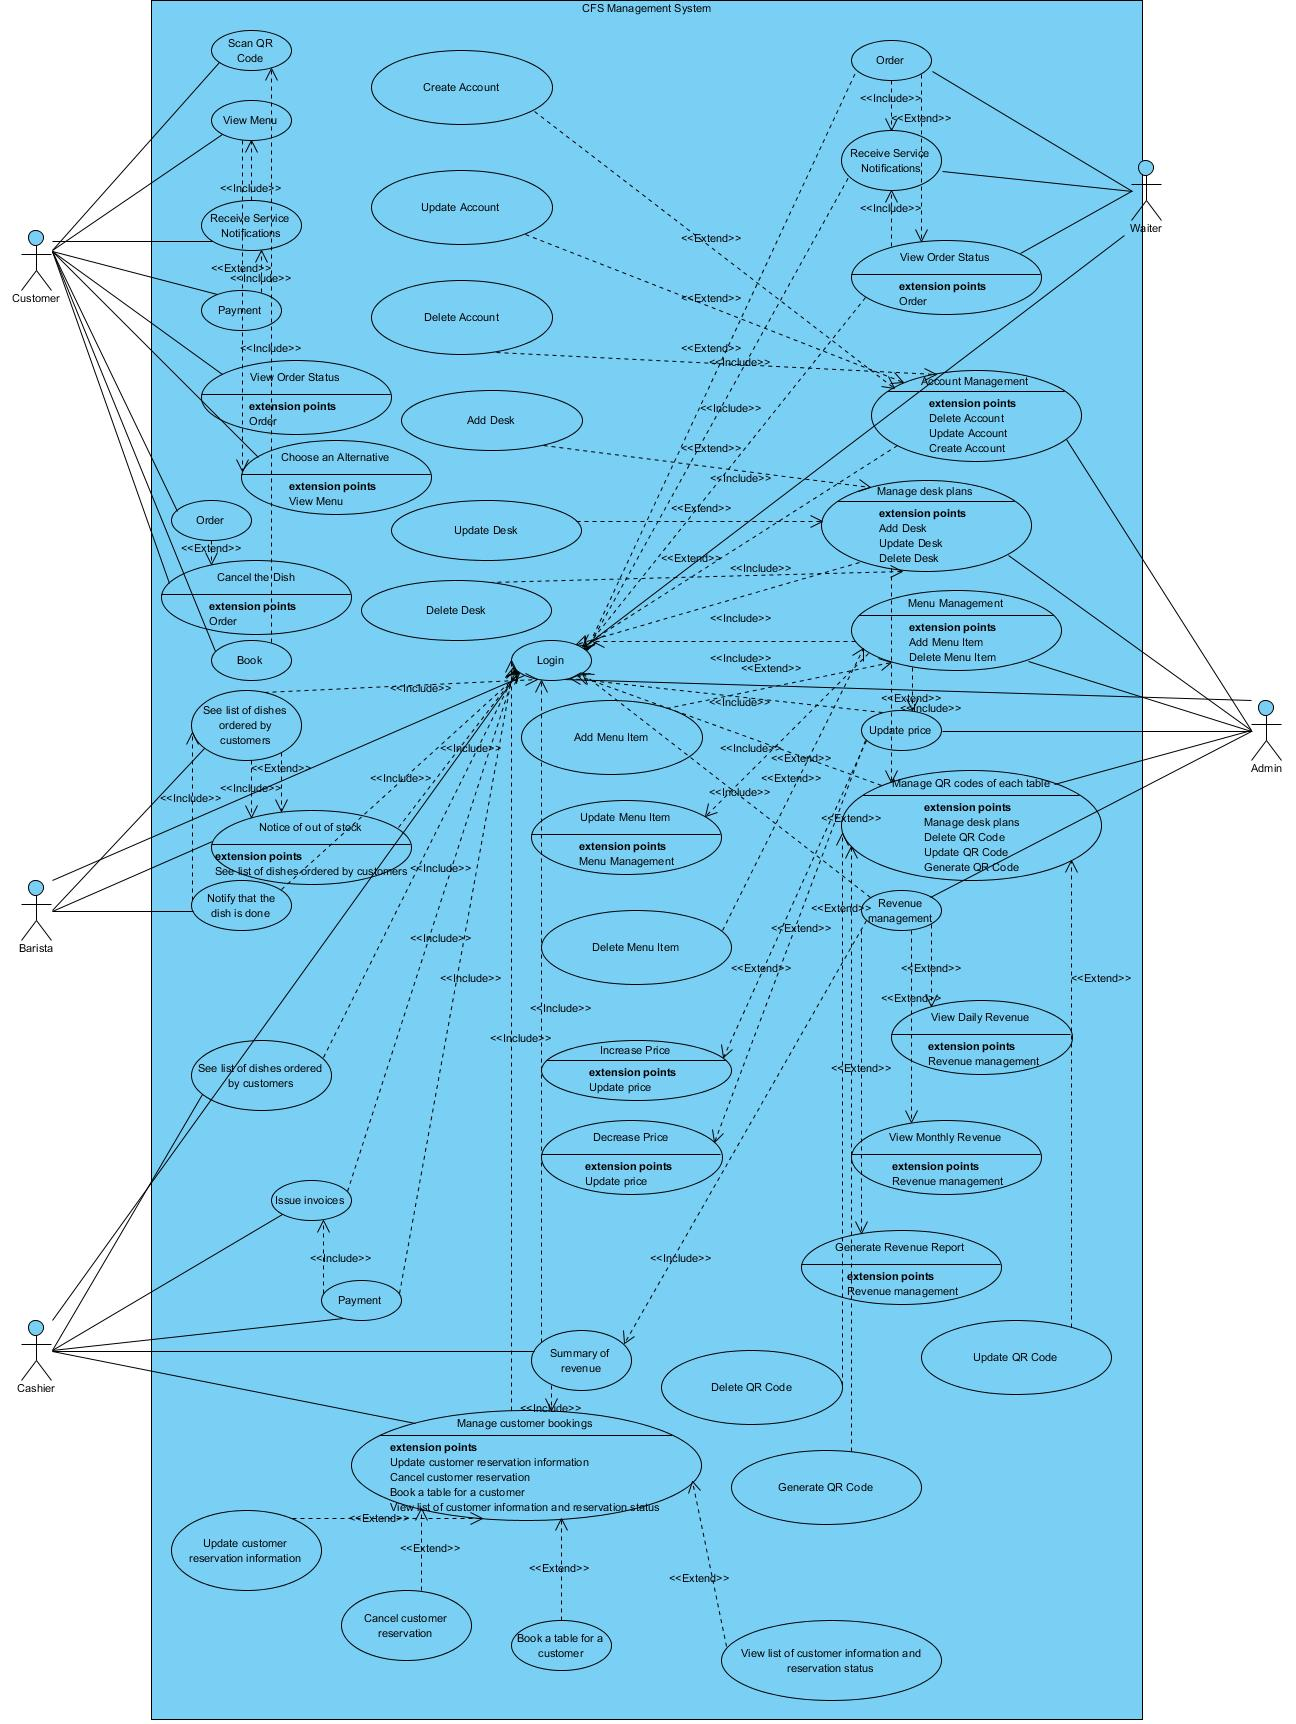 CFS Management System
Scan QR
Code
View Menu
<<Include>>
Receive Service
Notifications
<<Extend>>
<<Include>>
Payment
<<Include>>
View Order Status
extension points
Order
Choose an Alternative
extension points
View Menu
Order
<<Extend>>
Cancel the Dish
extension points
Order
Book
Customer
Create Account
Update Account
Delete Account
Add Desk
Update Desk
Delete Desk
Login
Order
<<Include>>
<<Extend>>
Receive Service
Notifications
<<Include>>
View Order Status
extension points
Order
Waiter
<<Extend>>
<<Extend>>
<<Extend>>
<<Include>>
<<Include>>
<<Extend>>
<<Include>>
<<Extend>>
<<Extend>>
<<Include>>
<<Include>>
<<Include>>
<<Extend>>
Account Management
extension points
Delete Account
Update Account
Create Account
Manage desk plans
extension points
Add Desk
Update Desk
Delete Desk
Menu Management
extension points
Add Menu Item
Delete Menu Item
<<Extend>>
<<Include>>
Update price
Admin
See list of dishes
ordered by
customers
<<Include>>
<<Extend>>
<<Include>>
<<Include>>
Notice of out of stock
extension points
See list of dishes ordered by customers
Notify that the
dish is done
Barista
<<Include>>
<<Include>>
<<Include>>
<<Include>>
<<Include>>
<<Include>>
<<Include>>
Add Menu Item
<<Include>>
<<Extend>>
<<Extend>>
<<Include>>
<<Extend>>
Update Menu Item
extension points
Menu Management
Manage QR codes of each table
extension points
Manage desk plans
Delete QR Code
Update QR Code
Generate QR Code
Delete Menu Item
<<Extend>>
<<Extend>>
<<Extend>>
Revenue
management
<<Extend>>
<<Extend>>
<<Extend>>
<<Extend>>
View Daily Revenue
extension points
Revenue management
See list of dishes ordered
by customers
Increase Price
extension points
Update price
Decrease Price
extension points
Update price
View Monthly Revenue
extension points
Revenue management
Issue invoices
<<Include>>
Payment
<<Include>>
Generate Revenue Report
extension points
Revenue management
Cashier
Summary of
revenue
<<Include>>
Delete QR Code
Update QR Code
Generate QR Code
Manage customer bookings
extension points
Update customer reservation information
Cancel customer reservation
Book a table for a customer
View list of customer information and reservation status
<<Extend>>
<<Extend>>
<<Extend>>
<<Extend>>
Update customer
reservation information
Cancel customer
reservation
Book a table for a
customer
View list of customer information and
reservation status